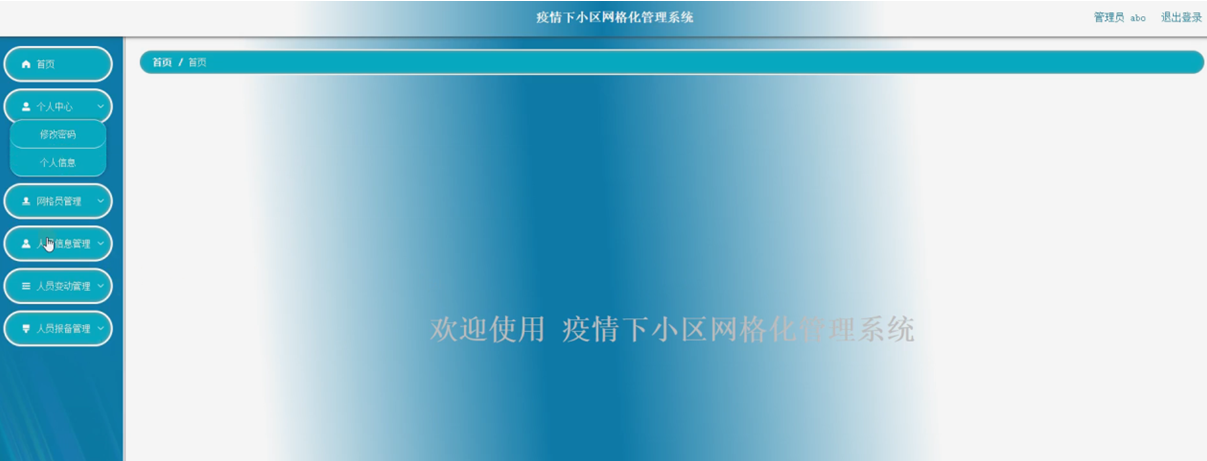 疫情下小区网格化管理系统
管理员 abo 退出登录
首页
个人中心
修改密码
个人信息
网格员管理
信息管理
人员变动管理
人员报备管理
首页 / 首页
欢迎使用 疫情下小区网格化管理系统